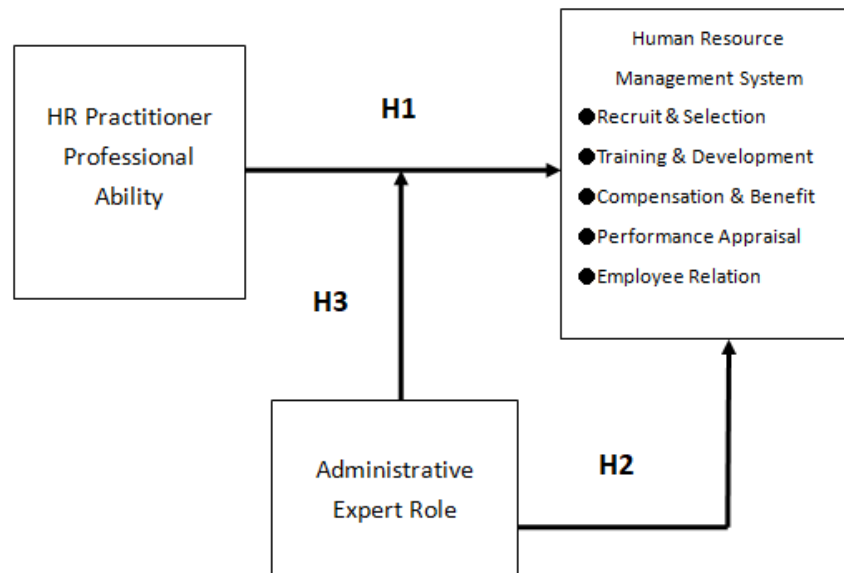 HR Practitioner
Professional
Ability
H1
Human Resource
Management System
●Recruit & Selection
●Training & Development
●Compensation & Benefit
●Performance Appraisal
●Employee Relation
H3
Administrative
Expert Role
H2